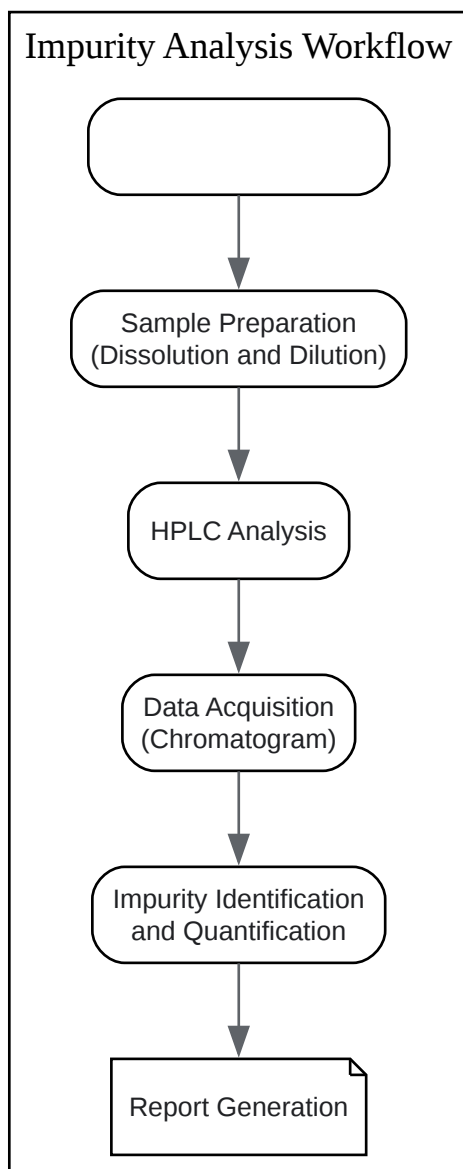 Impurity Analysis Workflow
Sample Preparation
(Dissolution and Dilution)
HPLC Analysis
Data Acquisition
(Chromatogram)
Impurity Identification
and Quantification
Report Generation